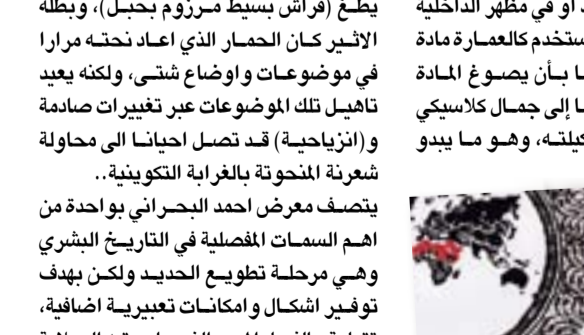 يطغ (فراش بسيط مرزوم بحبل)، وبطله
الاثير كان الحمار الذي اعاد نحته مرارا
في موضوعات واوضاع شتى، ولكنه يعيد
تاهيل تلك الموضوعات عبر تغييرات صادمة
و(انزياحية) قد تصل احيانا الى محاولة
شعرنة المنحوتة بالغرابة التكوينية..
يتصف معرض احمد البحراني بواحدة من
اهم السمات المفصلية في التاريخ البشري
وهي مرحلة تطويع الحديد ولكن بهدف
توفير اشكال وامكانات تعبيرية اضافية،
او في مظهر الداخلية
ستخدم كالعمارة مادة
ا بأن يصوغ المادة
ا إلى جمال كلاسيكي
كيلته، وهو ما يبدو